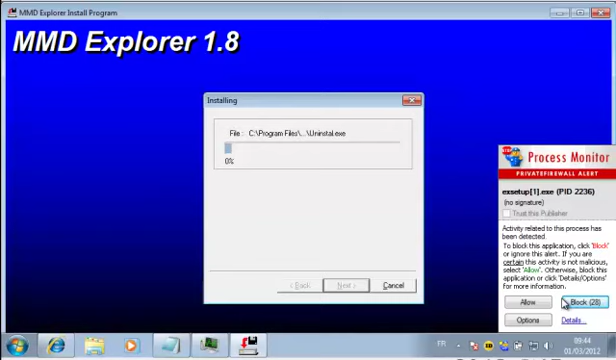 MMD Explorer Install Program
MMD Explorer 1.8
Installing
File : C:\Program Files\...\Uninstal.exe
0%
< Back
Next >
Cancel
Process Monitor
PRIVATEFIREWALL ALERT
exsetup[1].exe (PID 2236)
(no signature)
Trust this Publisher
Activity related to this process has
been detected.
To block this application, click 'Block'
or ignore this alert. If you are
certain this activity is not malicious,
select 'Allow'. Otherwise, block this
application or click 'Details/Options'
for more information.
Allow
Block (28)
Options
Details...
FR
09:44
01/03/2012